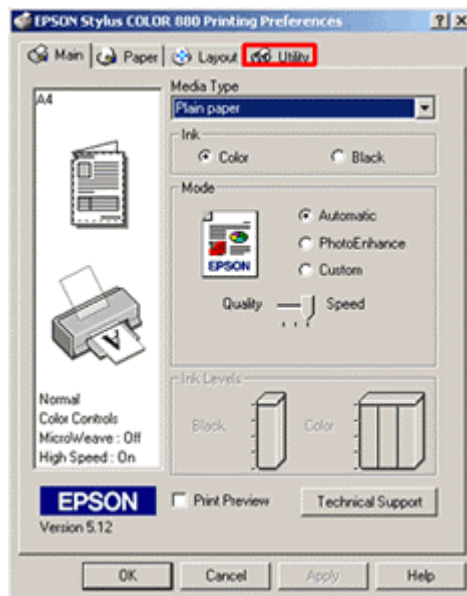 EPSON Stylus COLOR 880 Printing Preferences
Main Paper Layout Utility
A4
Media Type
Plain paper
Ink
Color Black
Mode
Automatic
PhotoEnhance
Custom
EPSON
Quality Speed
Ink Levels
Black Color
Normal
Color Controls
MicroWeave : Off
High Speed : On
EPSON
Version 5.12
Print Preview
Technical Support
OK Cancel Apply Help